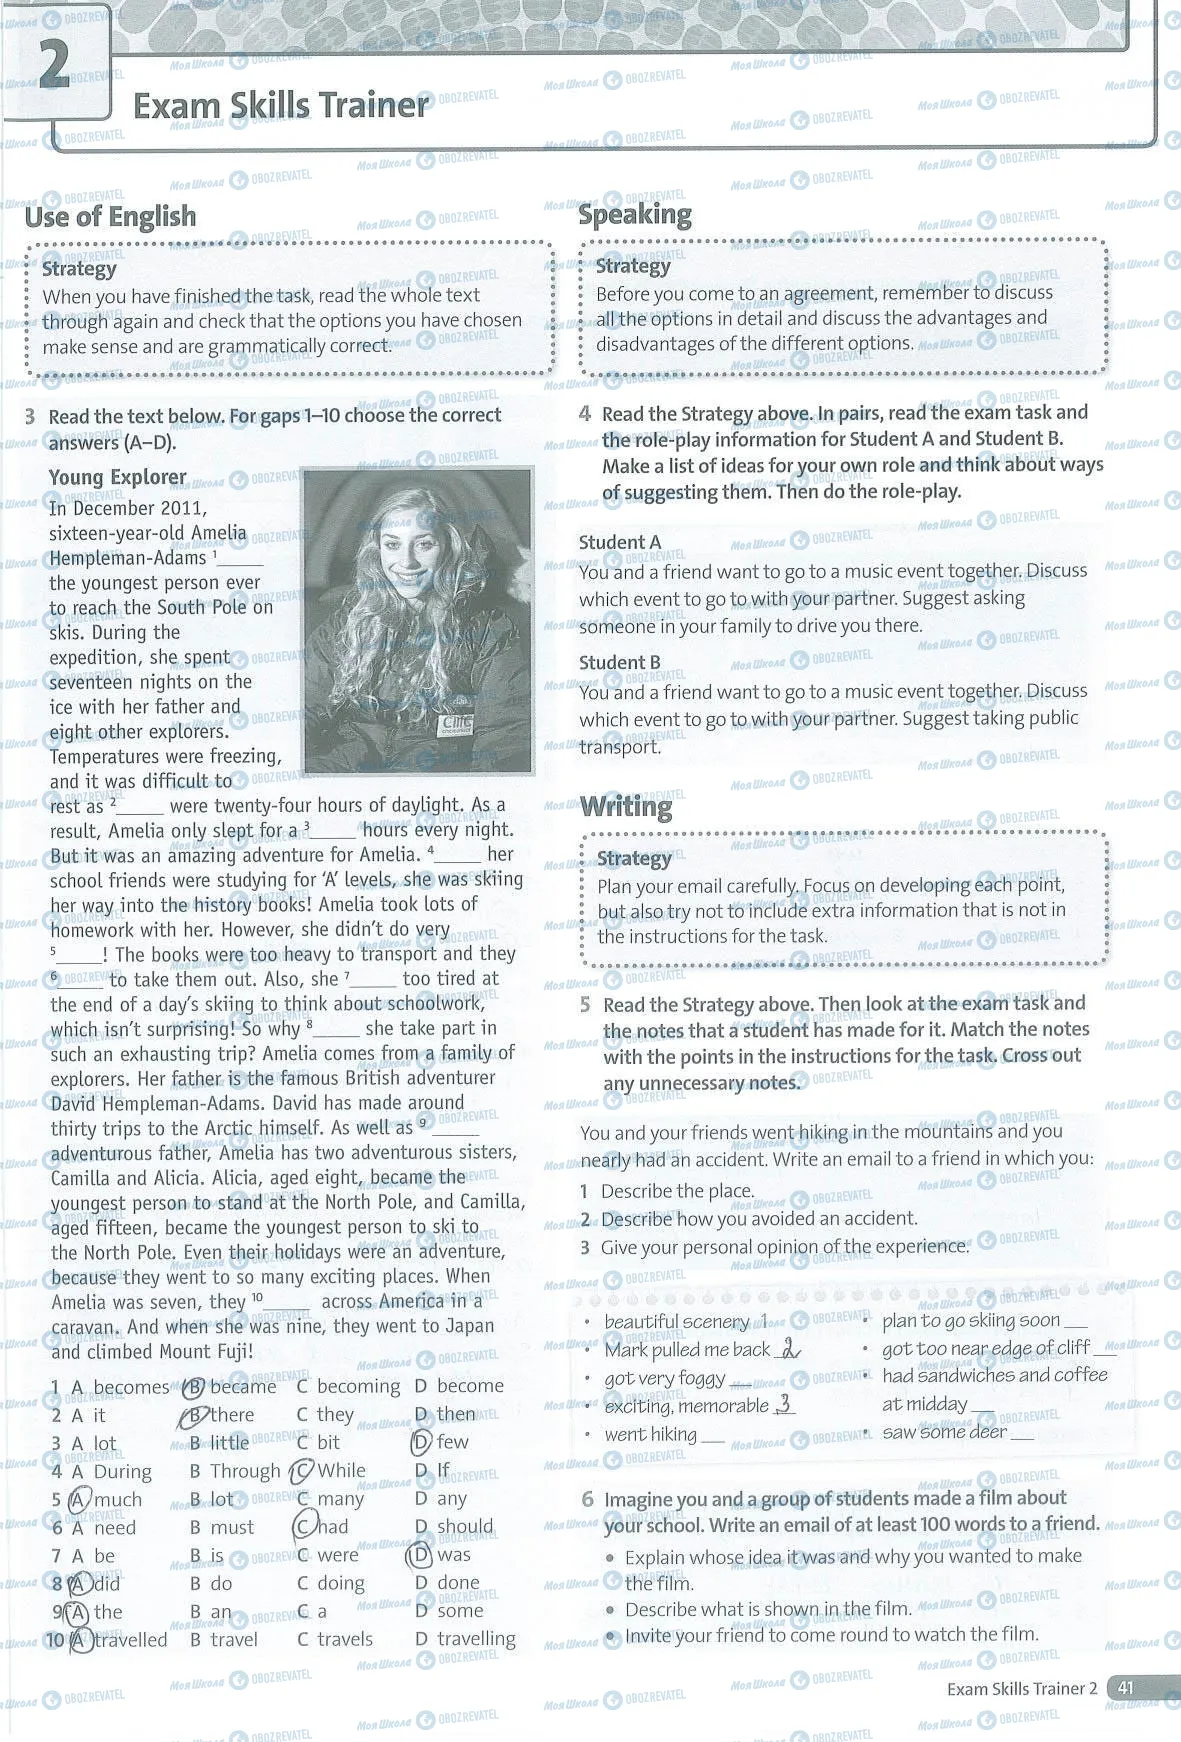 2
Exam Skills Trainer
Use of English
Strategy
When you have finished the task, read the whole text
through again and check that the options you have chosen
make sense and are grammatically correct.
3 Read the text below. For gaps 1–10 choose the correct
answers (A–D).
Young Explorer
In December 2011,
sixteen-year-old Amelia
Hempleman-Adams ¹_____
the youngest person ever
to reach the South Pole on
skis. During the
expedition, she spent
seventeen nights on the
ice with her father and
eight other explorers.
Temperatures were freezing,
and it was difficult to
rest as ²_____ were twenty-four hours of daylight. As a
result, Amelia only slept for a ³_____ hours every night.
But it was an amazing adventure for Amelia. ⁴_____ her
school friends were studying for ‘A’ levels, she was skiing
her way into the history books! Amelia took lots of
homework with her. However, she didn’t do very
⁵_____! The books were too heavy to transport and they
⁶_____ to take them out. Also, she ⁷_____ too tired at
the end of a day’s skiing to think about schoolwork,
which isn’t surprising! So why ⁸_____ she take part in
such an exhausting trip? Amelia comes from a family of
explorers. Her father is the famous British adventurer
David Hempleman-Adams. David has made around
thirty trips to the Arctic himself. As well as ⁹_____
adventurous father, Amelia has two adventurous sisters,
Camilla and Alicia. Alicia, aged eight, became the
youngest person to stand at the North Pole, and Camilla,
aged fifteen, became the youngest person to ski to
the North Pole. Even their holidays were an adventure,
because they went to so many exciting places. When
Amelia was seven, they ¹⁰_____ across America in a
caravan. And when she was nine, they went to Japan
and climbed Mount Fuji!
1 A becomes B became C becoming D become
2 A it B there C they D then
3 A lot B little C bit D few
4 A During B Through C While D If
5 A much B lot C many D any
6 A need B must C had D should
7 A be B is C were D was
8 A did B do C doing D done
9 A the B an C a D some
10 A travelled B travel C travels D travelling
Speaking
Strategy
Before you come to an agreement, remember to discuss
all the options in detail and discuss the advantages and
disadvantages of the different options.
4 Read the Strategy above. In pairs, read the exam task and
the role-play information for Student A and Student B.
Make a list of ideas for your own role and think about ways
of suggesting them. Then do the role-play.
Student A
You and a friend want to go to a music event together. Discuss
which event to go to with your partner. Suggest asking
someone in your family to drive you there.
Student B
You and a friend want to go to a music event together. Discuss
which event to go to with your partner. Suggest taking public
transport.
Writing
Strategy
Plan your email carefully. Focus on developing each point,
but also try not to include extra information that is not in
the instructions for the task.
5 Read the Strategy above. Then look at the exam task and
the notes that a student has made for it. Match the notes
with the points in the instructions for the task. Cross out
any unnecessary notes.
You and your friends went hiking in the mountains and you
nearly had an accident. Write an email to a friend in which you:
1 Describe the place.
2 Describe how you avoided an accident.
3 Give your personal opinion of the experience.
• beautiful scenery 1
• Mark pulled me back 2
• got very foggy ___
• exciting, memorable 3
• went hiking ___
• plan to go skiing soon ___
• got too near edge of cliff ___
• had sandwiches and coffee
at midday ___
• saw some deer ___
6 Imagine you and a group of students made a film about
your school. Write an email of at least 100 words to a friend.
• Explain whose idea it was and why you wanted to make
the film.
• Describe what is shown in the film.
• Invite your friend to come round to watch the film.
Exam Skills Trainer 2 41
Моя Школа OBOZREVATEL